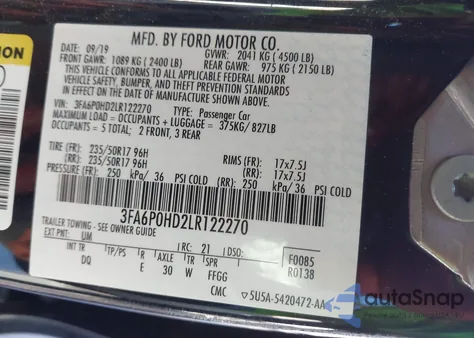 MFD. BY FORD MOTOR CO.
DATE: 09/19 GVWR: 2041 KG (4500 LB)
FRONT GAWR: 1089 KG (2400 LB) REAR GAWR: 975 KG (2150 LB)
THIS VEHICLE CONFORMS TO ALL APPLICABLE FEDERAL MOTOR VEHICLE
SAFETY, BUMPER, AND THEFT PREVENTION STANDARDS
IN EFFECT ON THE DATE OF MANUFACTURE SHOWN ABOVE.
VIN: 3FA6P0HD2LR122270 TYPE: Passenger Car
MAXIMUM LOAD = OCCUPANTS + LUGGAGE = 375KG/827LB
OCCUPANTS = 5 TOTAL; 2 FRONT, 3 REAR
TIRE (FR): 235/50R17 96H RIMS (FR): 17x7.5J
(RR): 235/50R17 96H (RR): 17x7.5J
PRESSURE (FR): 250 kPa/ 36 PSI COLD (RR): 250 kPa/ 36 PSI COLD
3FA6P0HD2LR122270
TRAILER TOWING - SEE OWNER GUIDE
EXT PNT: UM RC: 21 DSO: F0085
INT TR TP/PS R AXLE TR SPR R0138
DQ E 30 W FFGG
CMC ▽5U5A-5420472-AA
autoSnap